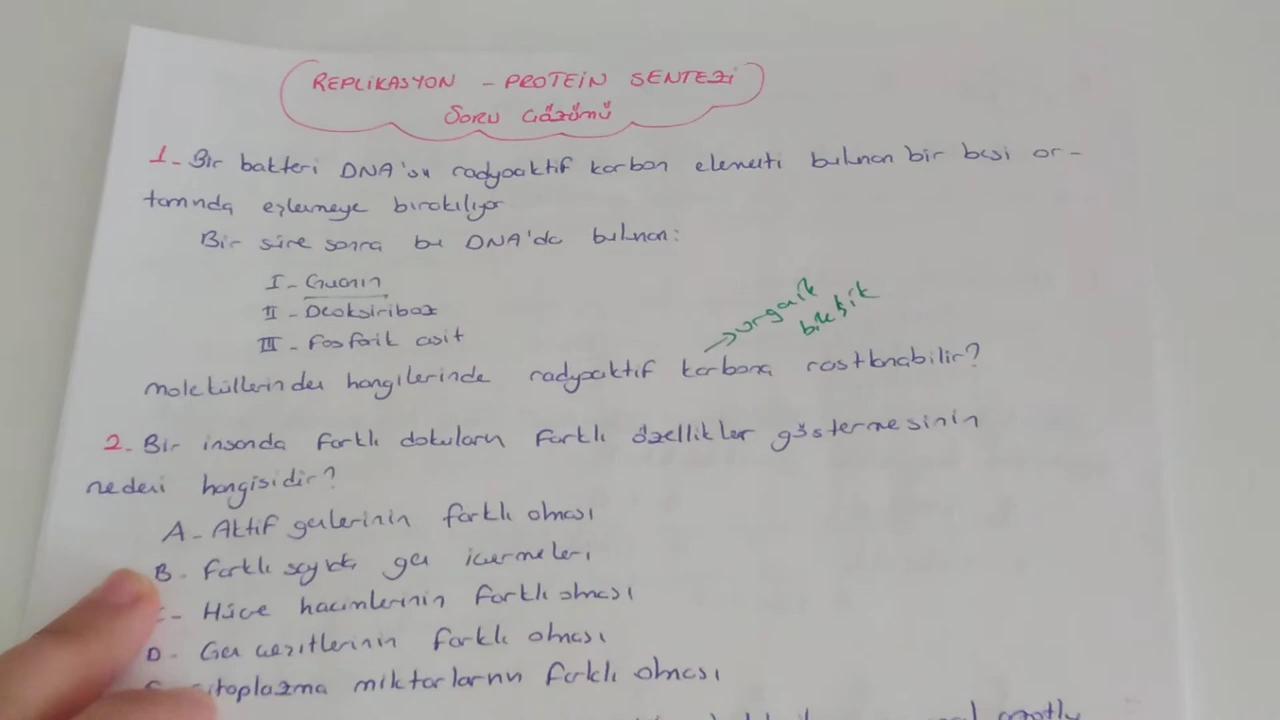 REPLİKASYON - PROTEİN SENTEZİ
SORU ÇÖZÜMÜ
1- Bir bakteri DNA'sı radyoaktif karbon elementi bulunan bir besi or-
tamında eşlemeye bırakılıyor
Bir süre sonra bu DNA'da bulunan:
I - Guanin
II - Deoksiriboz
III - Fosforik asit
→ organik
bileşik
moleküllerinden hangilerinde radyoaktif karbona rastlanabilir?
2. Bir insanda farklı dokuların farklı özellikler göstermesinin
nedeni hangisidir?
A - Aktif genlerinin farklı olması
B - Farklı sayıda gen içermeleri
- Hücre hacimlerinin farklı olması
D - Gen çeşitlerinin farklı olması
sitoplazma miktarlarının farklı olması